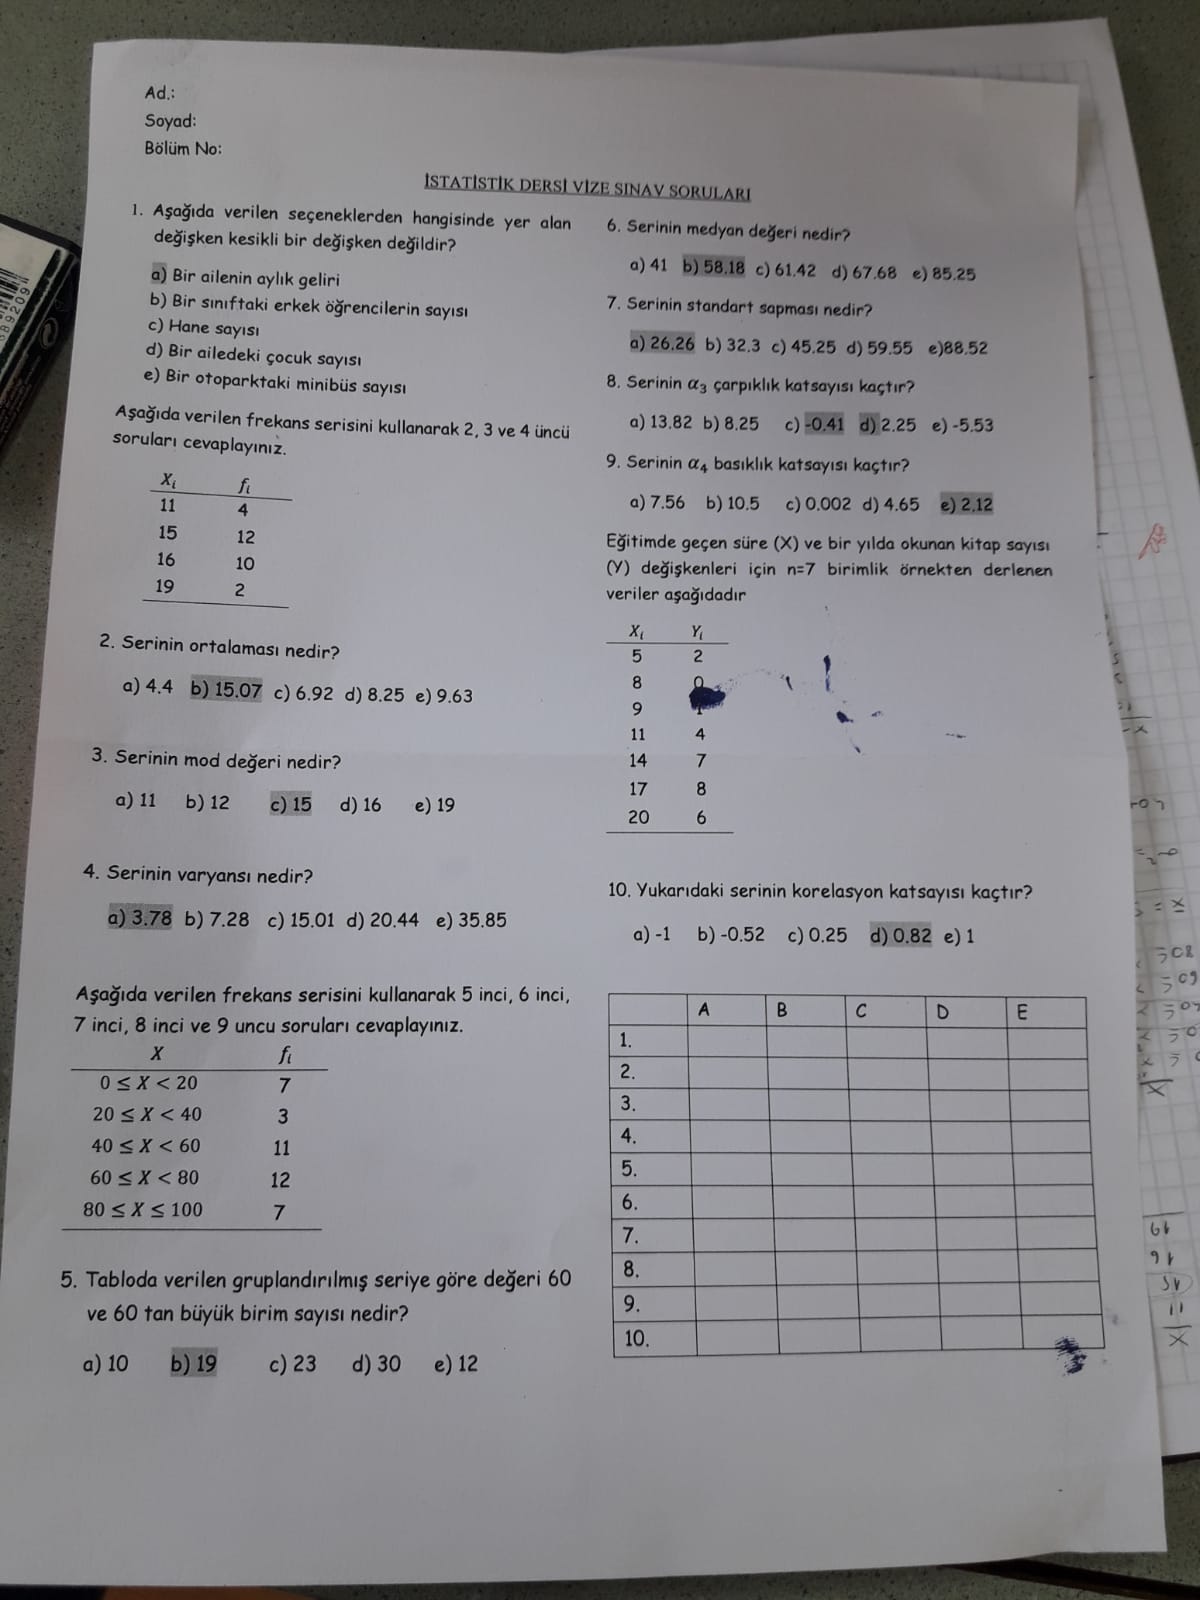 Ad.:
Soyad:
Bölüm No:
İSTATİSTİK DERSİ VİZE SINAV SORULARI
1. Aşağıda verilen seçeneklerden hangisinde yer alan
değişken kesikli bir değişken değildir?
a) Bir ailenin aylık geliri
b) Bir sınıftaki erkek öğrencilerin sayısı
c) Hane sayısı
d) Bir ailedeki çocuk sayısı
e) Bir otoparktaki minibüs sayısı
Aşağıda verilen frekans serisini kullanarak 2, 3 ve 4 üncü
soruları cevaplayınız.
Xᵢ fᵢ
11 4
15 12
16 10
19 2
2. Serinin ortalaması nedir?
a) 4.4 b) 15.07 c) 6.92 d) 8.25 e) 9.63
3. Serinin mod değeri nedir?
a) 11 b) 12 c) 15 d) 16 e) 19
4. Serinin varyansı nedir?
a) 3.78 b) 7.28 c) 15.01 d) 20.44 e) 35.85
Aşağıda verilen frekans serisini kullanarak 5 inci, 6 inci,
7 inci, 8 inci ve 9 uncu soruları cevaplayınız.
X fᵢ
0 ≤ X < 20 7
20 ≤ X < 40 3
40 ≤ X < 60 11
60 ≤ X < 80 12
80 ≤ X ≤ 100 7
5. Tabloda verilen gruplandırılmış seriye göre değeri 60
ve 60 tan büyük birim sayısı nedir?
a) 10 b) 19 c) 23 d) 30 e) 12
6. Serinin medyan değeri nedir?
a) 41 b) 58.18 c) 61.42 d) 67.68 e) 85.25
7. Serinin standart sapması nedir?
a) 26.26 b) 32.3 c) 45.25 d) 59.55 e)88.52
8. Serinin α₃ çarpıklık katsayısı kaçtır?
a) 13.82 b) 8.25 c) -0.41 d) 2.25 e) -5.53
9. Serinin α₄ basıklık katsayısı kaçtır?
a) 7.56 b) 10.5 c) 0.002 d) 4.65 e) 2.12
Eğitimde geçen süre (X) ve bir yılda okunan kitap sayısı
(Y) değişkenleri için n=7 birimlik örnekten derlenen
veriler aşağıdadır
Xᵢ Yᵢ
5 2
8 0
9
11 4
14 7
17 8
20 6
10. Yukarıdaki serinin korelasyon katsayısı kaçtır?
a) -1 b) -0.52 c) 0.25 d) 0.82 e) 1
A B C D E
1.
2.
3.
4.
5.
6.
7.
8.
9.
10.